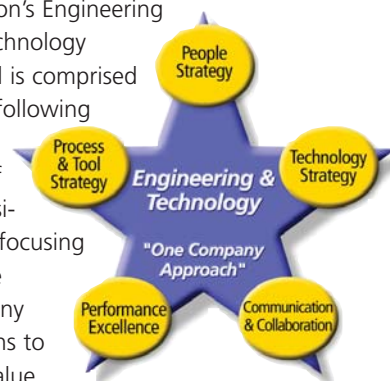 on's Engineering
chnology
is comprised
following
focusing
ny
ns to
alue
People
Strategy
Process
& Tool
Strategy
Technology
Strategy
Engineering &
Technology
"One Company
Approach"
Performance
Excellence
Communication
& Collaboration